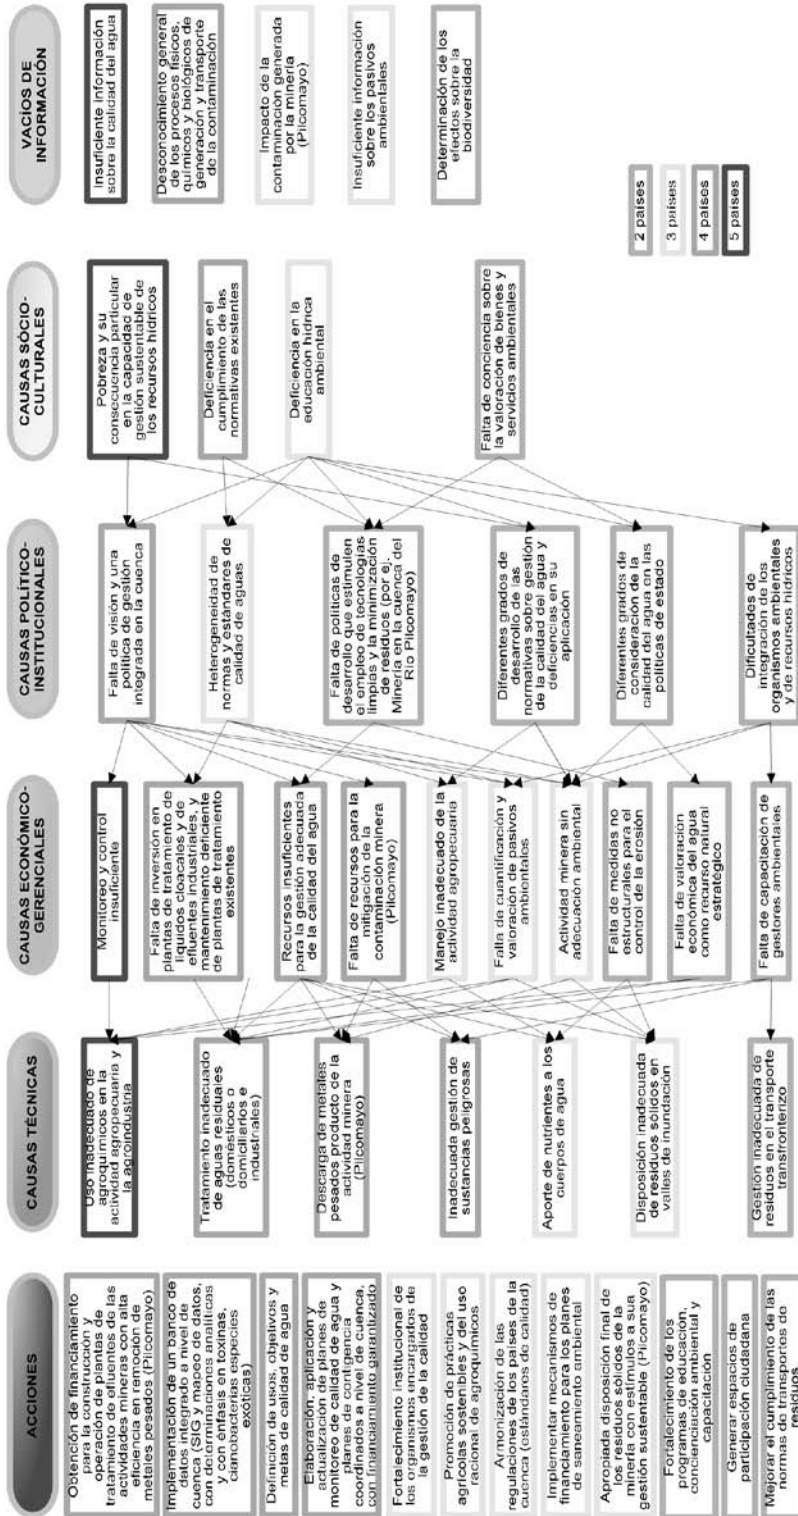 ACCIONES
Obtención de financiamiento
para la construcción y
operación de plantas de
tratamiento de efluentes de las
actividades mineras con alta
eficiencia en remoción de
metales pesados (Pilcomayo)
Implementación de un banco de
datos integrado a nivel de
cuenca (SIG y mapeo de datos,
con determinaciones analíticas
y con énfasis en toxinas,
cianobacterias especies
exóticas)
Definición de usos, objetivos y
metas de calidad de agua
Elaboración, aplicación y
actualización de planes de
monitoreo de calidad de agua y
planes de contigencia
coordinados a nivel de cuenca,
con financiamiento garantizado
Fortalecimiento institucional de
los organismos encargados de
la gestión de la calidad
Promoción de prácticas
agrícolas sostenibles y del uso
racional de agroquímicos
Armonización de las
regulaciones de los países de la
cuenca (estándares de calidad)
Implementar mecanismos de
financiamiento para los planes
de saneamiento ambiental
Apropiada disposición final de
los residuos sólidos de la
minería con estímulos a su
gestión sustentable (Pilcomayo)
Fortalecimiento de los
programas de educación,
concienciación ambiental y
capacitación
Generar espacios de
participación ciudadana
Mejorar el cumplimiento de las
normas de transportes de
residuos
CAUSAS TÉCNICAS
Uso inadecuado de
agroquímicos en la
actividad agropecuaria y
la agroindustria
Tratamiento inadecuado
de aguas residuales
(domésticos o
domiciliarios e
industriales)
Descarga de metales
pesados producto de la
actividad minera
(Pilcomayo)
Inadecuada gestión de
sustancias peligrosas
Aporte de nutrientes a los
cuerpos de agua
Disposición inadecuada
de residuos sólidos en
valles de inundación
Gestión inadecuada de
residuos en el transporte
transfronterizo
CAUSAS ECONÓMICO-
GERENCIALES
Monitoreo y control
insuficiente
Falta de inversión en
plantas de tratamiento de
líquidos cloacales y de
efluentes industriales, y
mantenimiento deficiente
de plantas de tratamiento
existentes
Recursos insuficientes
para la gestión adecuada
de la calidad del agua
Falta de recursos para la
mitigación de la
contaminación minera
(Pilcomayo)
Manejo inadecuado de la
actividad agropecuaria
Falta de cuantificación y
valoración de pasivos
ambientales
Actividad minera sin
adecuación ambiental
Falta de medidas no
estructurales para el
control de la erosión
Falta de valoración
económica del agua
como recurso natural
estratégico
Falta de capacitación de
gestores ambientales
CAUSAS POLÍTICO-
INSTITUCIONALES
Falta de visión y una
política de gestión
integrada en la cuenca
Heterogeneidad de
normas y estándares de
calidad de aguas
Falta de políticas de
desarrollo que estimulen
el empleo de tecnologías
limpias y la minimización
de residuos (por ej.
Minería en la cuenca del
Río Pilcomayo)
Diferentes grados de
desarrollo de las
normativas sobre gestión
de la calidad del agua y
deficiencias en su
aplicación
Diferentes grados de
consideración de la
calidad del agua en las
políticas de estado
Dificultades de
integración de los
organismos ambientales
y de recursos hídricos
CAUSAS SÓCIO-
CULTURALES
Pobreza y su
consecuencia particular
en la capacidad de
gestión sustentable de
los recursos hídricos
Deficiencia en el
cumplimiento de las
normativas existentes
Deficiencia en la
educación hídrica
ambiental
Falta de conciencia sobre
la valoración de bienes y
servicios ambientales
VACÍOS DE
INFORMACIÓN
Insuficiente información
sobre la calidad del agua
Desconocimiento general
de los procesos físicos,
químicos y biológicos de
generación y transporte
de la contaminación
Impacto de la
contaminación generada
por la minería
(Pilcomayo)
Insuficiente información
sobre los pasivos
ambientales
Determinación de los
efectos sobre la
biodiversidad
2 países
3 países
4 países
5 países